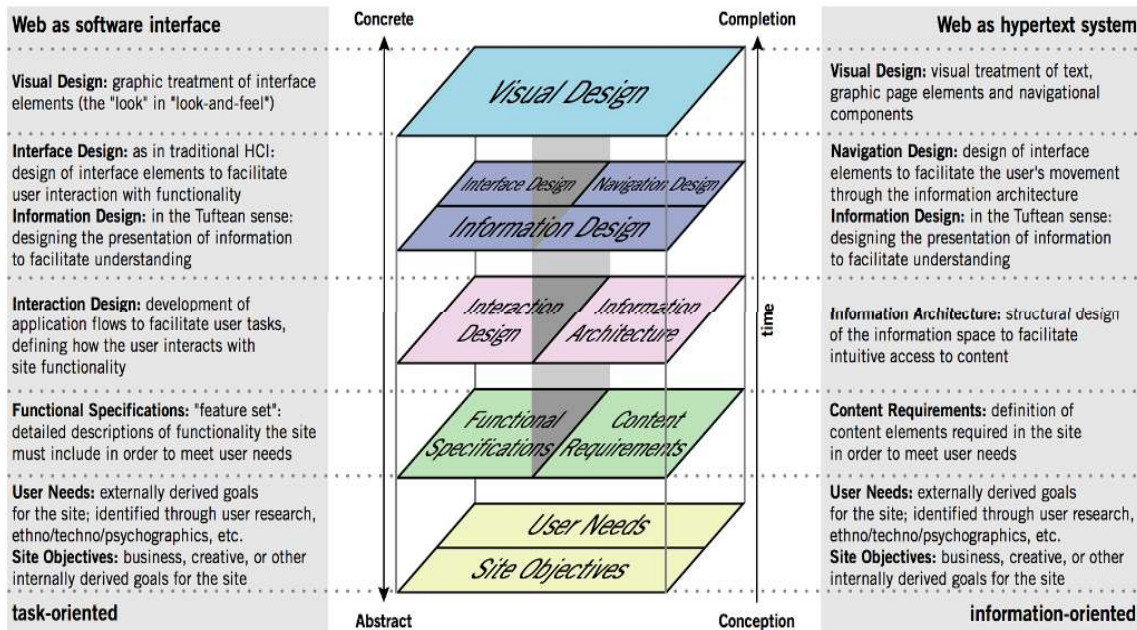 Web as software interface
Visual Design: graphic treatment of interface
elements (the "look" in "look-and-feel")
Interface Design: as in traditional HCI:
design of interface elements to facilitate
user interaction with functionality
Information Design: in the Tuftean sense:
designing the presentation of information
to facilitate understanding
Interaction Design: development of
application flows to facilitate user tasks,
defining how the user interacts with
site functionality
Functional Specifications: "feature set":
detailed descriptions of functionality the site
must include in order to meet user needs
User Needs: externally derived goals
for the site; identified through user research,
ethno/techno/psychographics, etc.
Site Objectives: business, creative, or other
internally derived goals for the site
task-oriented
Concrete
Completion
Visual Design
Interface Design
Navigation Design
Information Design
Interaction
Design
Information
Architecture
time
Functional
Specifications
Content
Requirements
User Needs
Site Objectives
Abstract
Conception
Web as hypertext system
Visual Design: visual treatment of text,
graphic page elements and navigational
components
Navigation Design: design of interface
elements to facilitate the user's movement
through the information architecture
Information Design: in the Tuftean sense:
designing the presentation of information
to facilitate understanding
Information Architecture: structural design
of the information space to facilitate
intuitive access to content
Content Requirements: definition of
content elements required in the site
in order to meet user needs
User Needs: externally derived goals
for the site; identified through user research,
ethno/techno/psychographics, etc.
Site Objectives: business, creative, or other
internally derived goals for the site
information-oriented